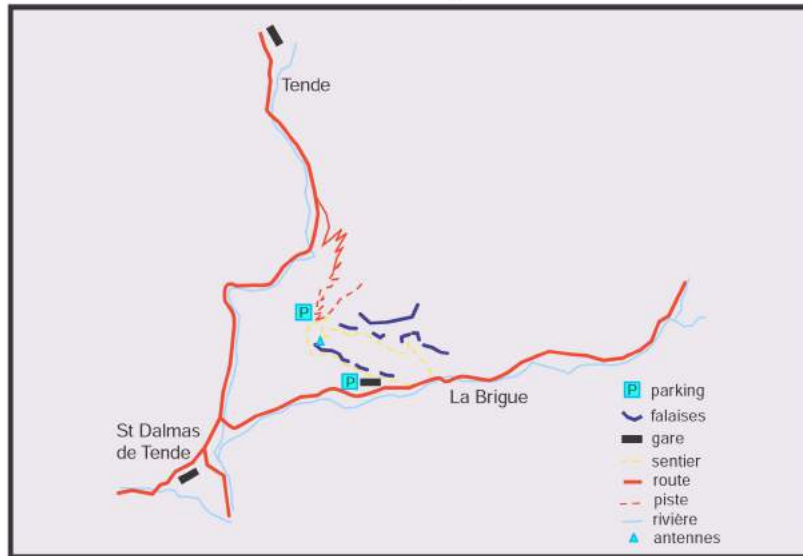 Tende
P
P
La Brigue
St Dalmas
de Tende
P parking
falaises
gare
sentier
route
piste
rivière
antennes